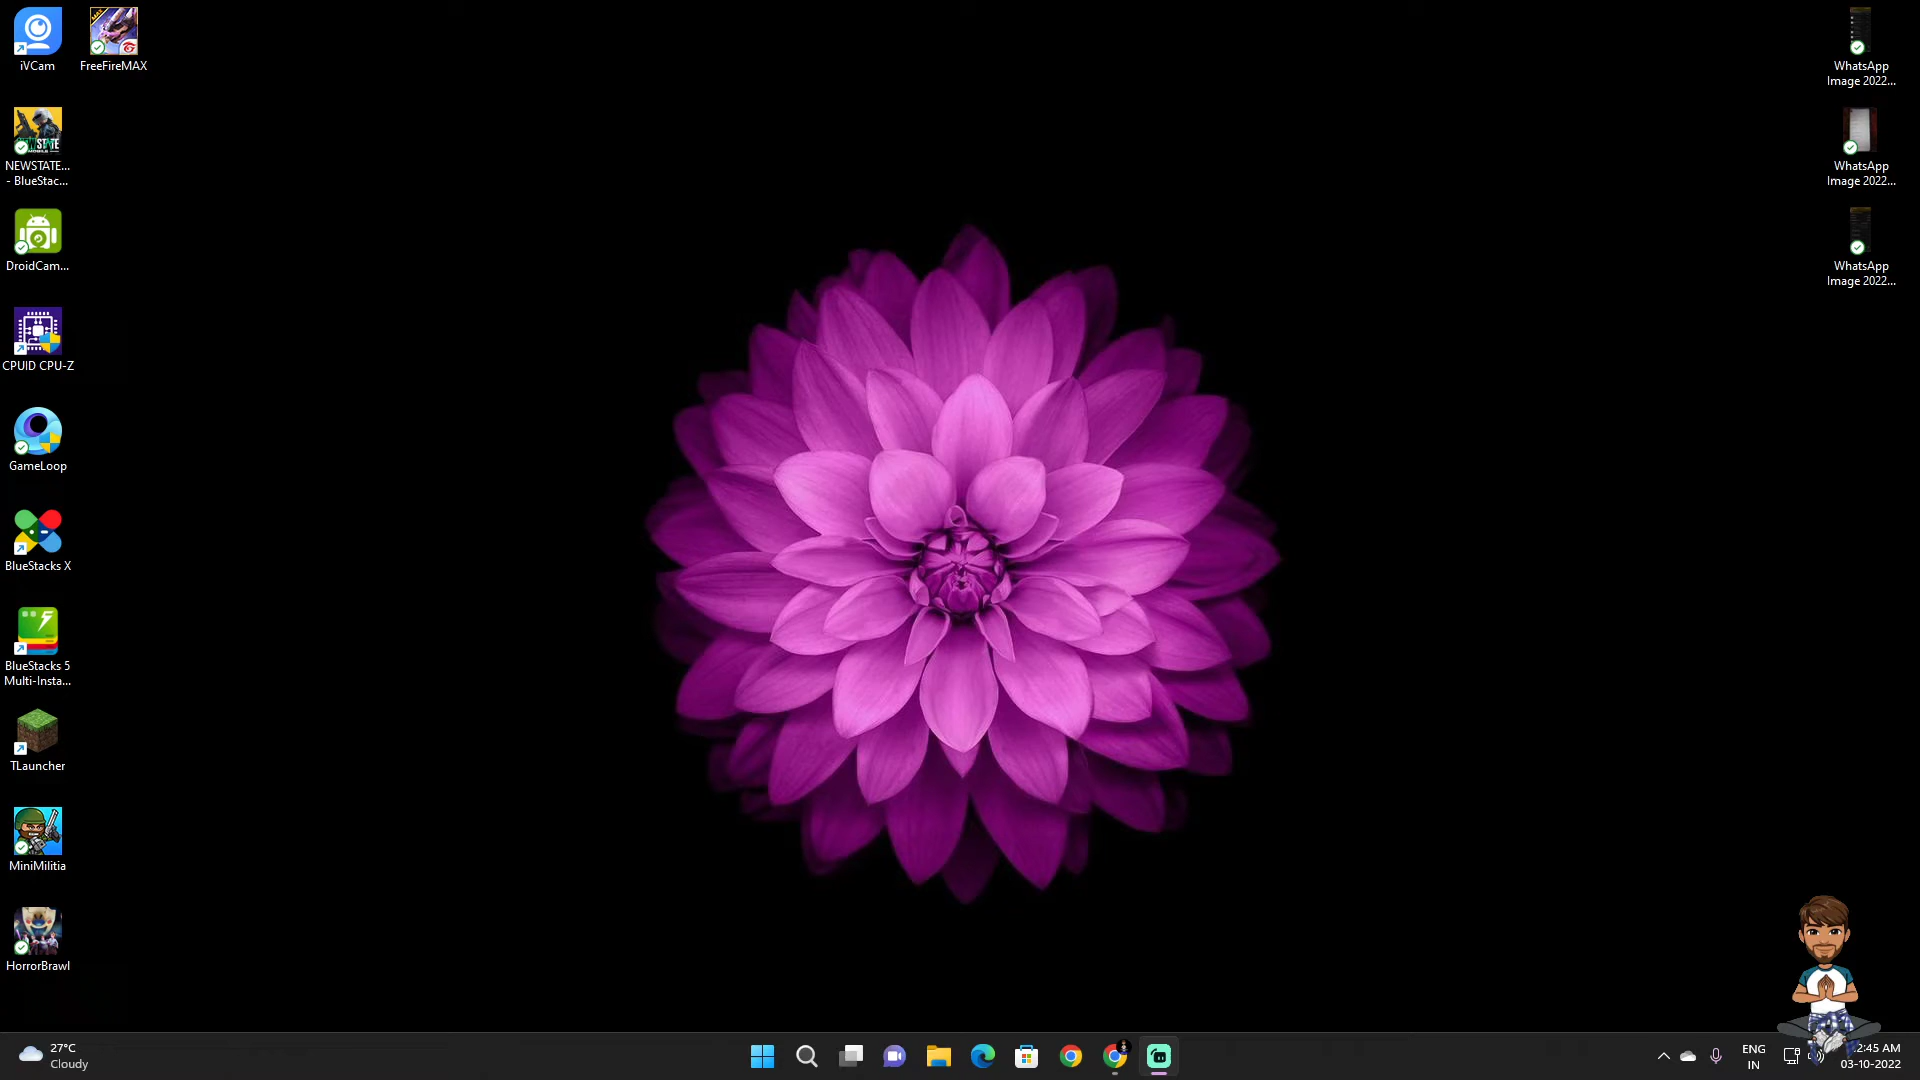 iVCam
FreeFireMAX
NEWSTATE...
- BlueStac...
DroidCam...
CPUID CPU-Z
GameLoop
BlueStacks X
BlueStacks 5
Multi-Insta...
TLauncher
MiniMilitia
HorrorBrawl
WhatsApp
Image 2022...
WhatsApp
Image 2022...
WhatsApp
Image 2022...
27°C
Cloudy
ENG
IN
2:45 AM
03-10-2022